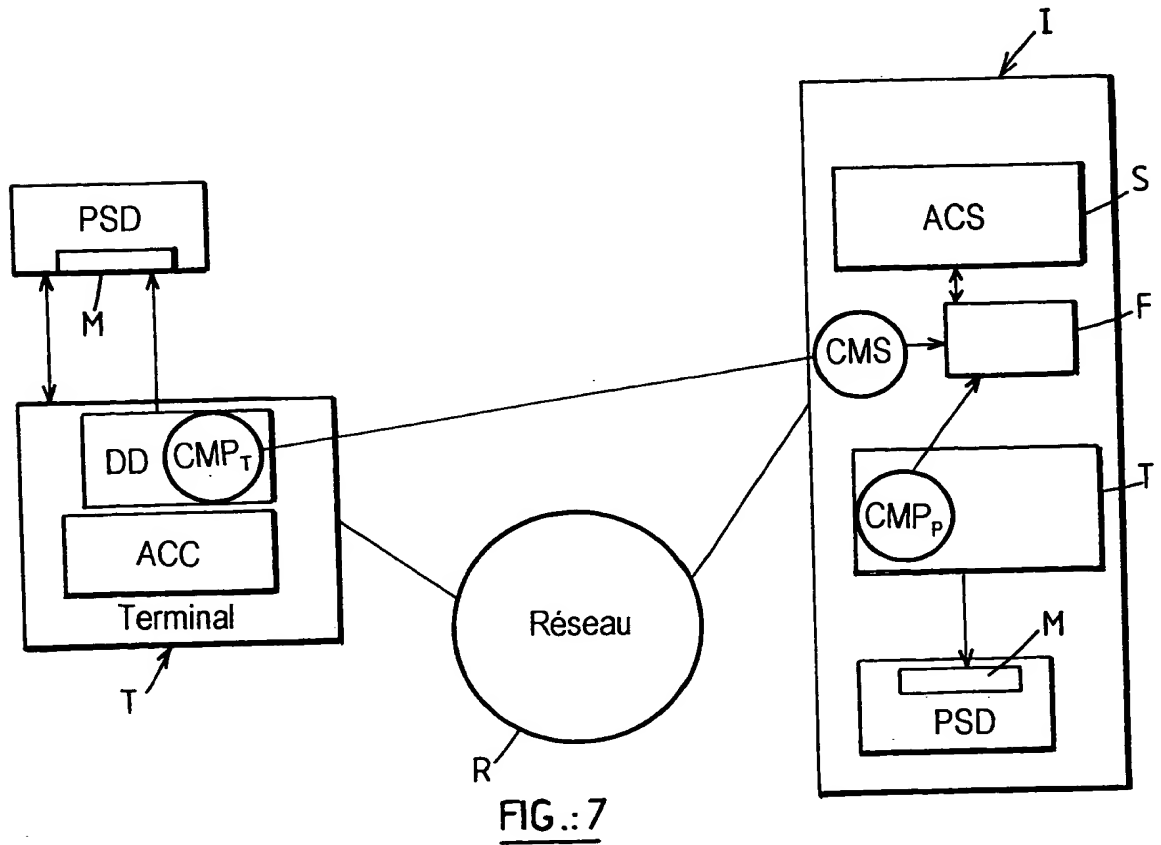 I
PSD
M
ACS
S
F
CMS
DD
CMP_T
ACC
Terminal
T
CMP_P
T
Réseau
R
M
PSD
FIG.: 7